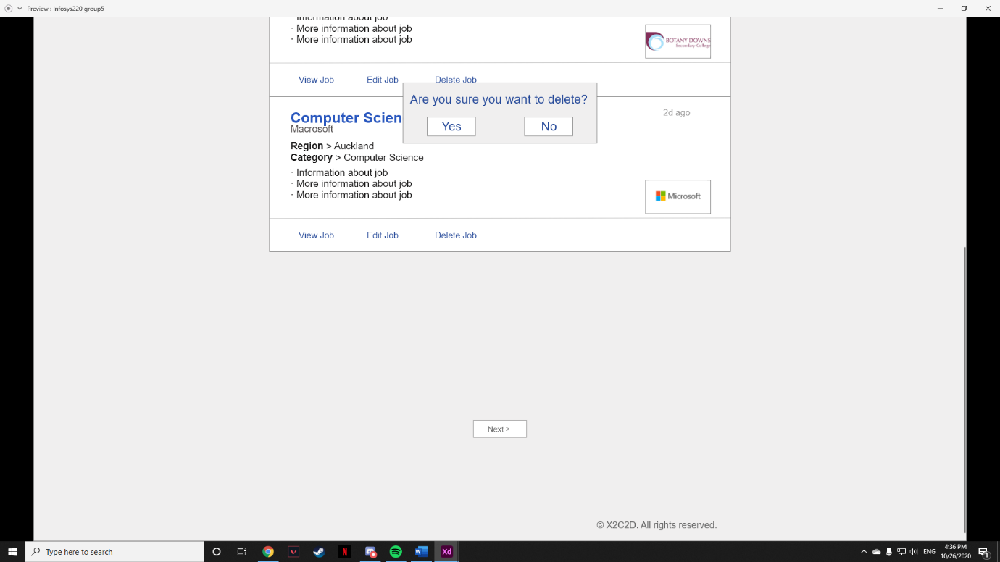 Preview : Infosys220 group5
· Information about job
· More information about job
· More information about job
BOTANY DOWNS
Secondary College
View Job Edit Job Delete Job
Are you sure you want to delete?
Yes No
Computer Scien
2d ago
Macrosoft
Region > Auckland
Category > Computer Science
· Information about job
· More information about job
· More information about job
Microsoft
View Job Edit Job Delete Job
Next >
© X2C2D. All rights reserved.
Type here to search
N
W
Xd
ENG
4:36 PM
10/26/2020
1